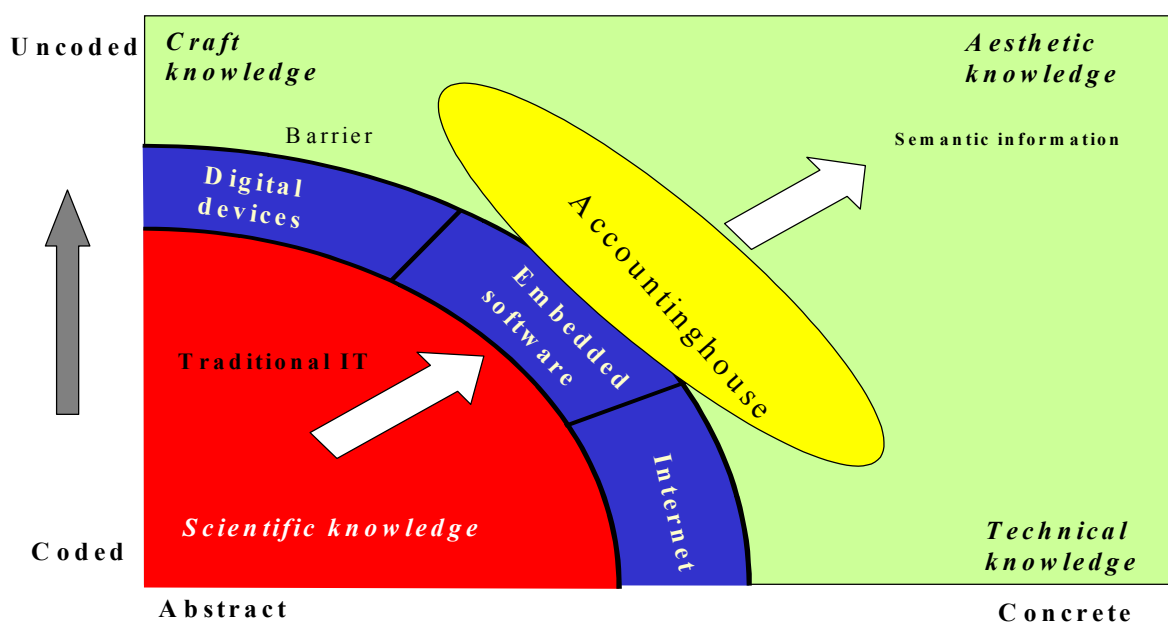 Uncoded
Craft
knowledge
Aesthetic
knowledge
Barrier
Semantic information
Digital
devices
Accountinghouse
Embedded
software
Traditional IT
Internet
Scientific knowledge
Technical
knowledge
Coded
Abstract
Concrete